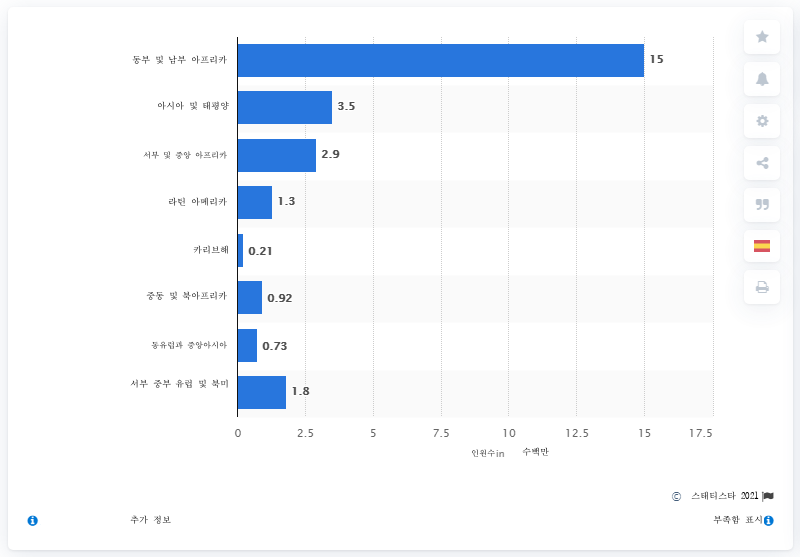 동부 및 남부 아프리카 15
아시아 및 태평양 3.5
서부 및 중앙 아프리카 2.9
라틴 아메리카 1.3
카리브해 0.21
중동 및 북아프리카 0.92
동유럽과 중앙아시아 0.73
서부 중부 유럽 및 북미 1.8
0 2.5 5 7.5 10 12.5 15 17.5
인원수in 수백만
© 스태티스타 2021
추가 정보 부족함 표시